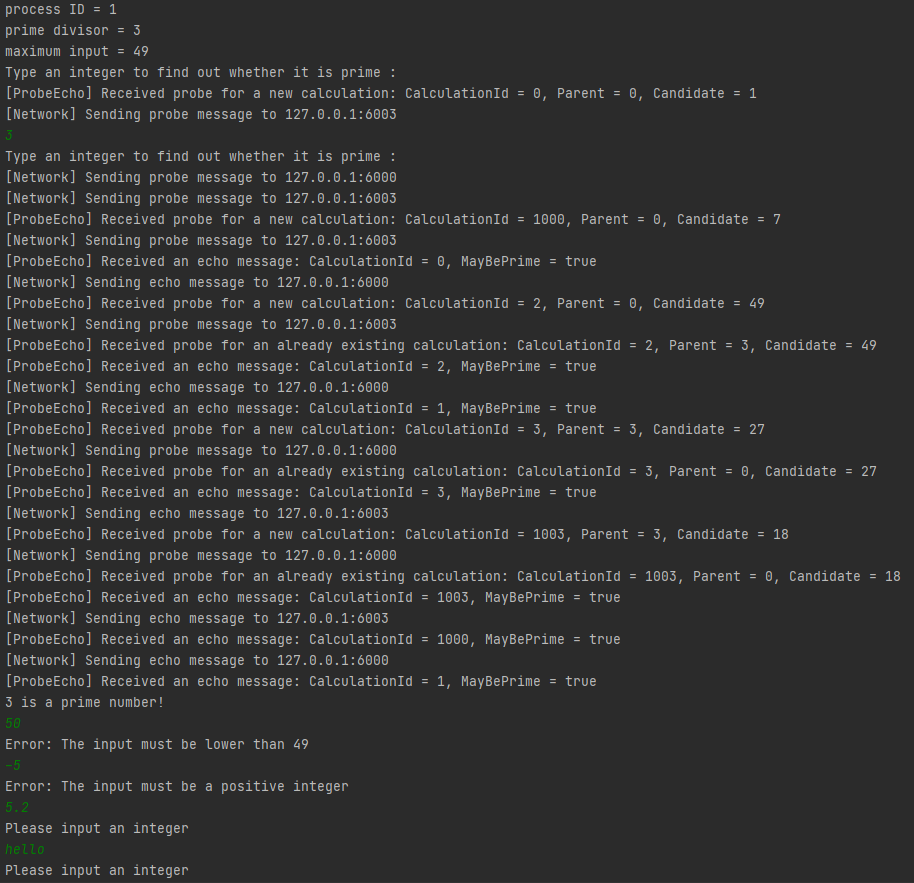 process ID = 1
prime divisor = 3
maximum input = 49
Type an integer to find out whether it is prime :
[ProbeEcho] Received probe for a new calculation: CalculationId = 0, Parent = 0, Candidate = 1
[Network] Sending probe message to 127.0.0.1:6003
3
Type an integer to find out whether it is prime :
[Network] Sending probe message to 127.0.0.1:6000
[Network] Sending probe message to 127.0.0.1:6003
[ProbeEcho] Received probe for a new calculation: CalculationId = 1000, Parent = 0, Candidate = 7
[Network] Sending probe message to 127.0.0.1:6003
[ProbeEcho] Received an echo message: CalculationId = 0, MayBePrime = true
[Network] Sending echo message to 127.0.0.1:6000
[ProbeEcho] Received probe for a new calculation: CalculationId = 2, Parent = 0, Candidate = 49
[Network] Sending probe message to 127.0.0.1:6003
[ProbeEcho] Received probe for an already existing calculation: CalculationId = 2, Parent = 3, Candidate = 49
[ProbeEcho] Received an echo message: CalculationId = 2, MayBePrime = true
[Network] Sending echo message to 127.0.0.1:6000
[ProbeEcho] Received an echo message: CalculationId = 1, MayBePrime = true
[ProbeEcho] Received probe for a new calculation: CalculationId = 3, Parent = 3, Candidate = 27
[Network] Sending probe message to 127.0.0.1:6000
[ProbeEcho] Received probe for an already existing calculation: CalculationId = 3, Parent = 0, Candidate = 27
[ProbeEcho] Received an echo message: CalculationId = 3, MayBePrime = true
[Network] Sending echo message to 127.0.0.1:6003
[ProbeEcho] Received probe for a new calculation: CalculationId = 1003, Parent = 3, Candidate = 18
[Network] Sending probe message to 127.0.0.1:6000
[ProbeEcho] Received probe for an already existing calculation: CalculationId = 1003, Parent = 0, Candidate = 18
[ProbeEcho] Received an echo message: CalculationId = 1003, MayBePrime = true
[Network] Sending echo message to 127.0.0.1:6003
[ProbeEcho] Received an echo message: CalculationId = 1000, MayBePrime = true
[Network] Sending echo message to 127.0.0.1:6000
[ProbeEcho] Received an echo message: CalculationId = 1, MayBePrime = true
3 is a prime number!
50
Error: The input must be lower than 49
-5
Error: The input must be a positive integer
5.2
Please input an integer
hello
Please input an integer